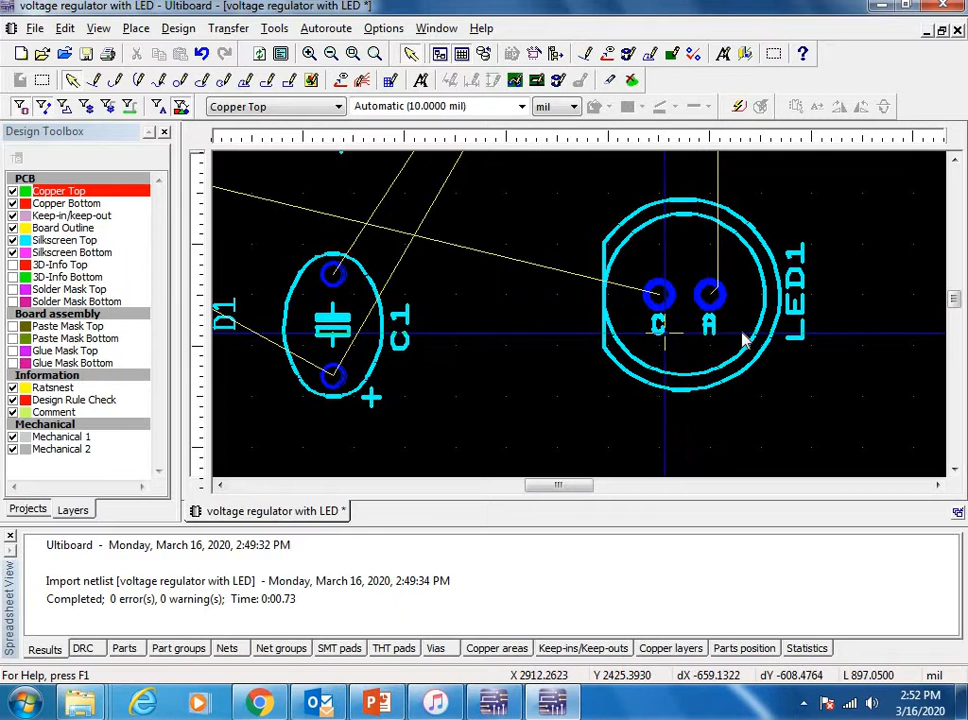 voltage regulator with LED * - Ultiboard - [voltage regulator with LED *]
File Edit View Place Design Transfer Tools Autoroute Options Window Help
Copper Top Automatic (10.0000 mil) mil
Design Toolbox
PCB
Copper Top
Copper Bottom
Keep-in/keep-out
Board Outline
Silkscreen Top
Silkscreen Bottom
3D-Info Top
3D-Info Bottom
Solder Mask Top
Solder Mask Bottom
Board assembly
Paste Mask Top
Paste Mask Bottom
Glue Mask Top
Glue Mask Bottom
Information
Ratsnest
Design Rule Check
Comment
Mechanical
Mechanical 1
Mechanical 2
Projects Layers
D1
C1
+
C A
LED1
voltage regulator with LED *
Spreadsheet View
Ultiboard - Monday, March 16, 2020, 2:49:32 PM
Import netlist [voltage regulator with LED] - Monday, March 16, 2020, 2:49:34 PM
Completed; 0 error(s), 0 warning(s); Time: 0:00.73
Results DRC Parts Part groups Nets Net groups SMT pads THT pads Vias Copper areas Keep-ins/Keep-outs Copper layers Parts position Statistics
For Help, press F1 X 2912.2623 Y 2425.3930 dX -659.1322 dY -608.4764 L 897.0500 mil
2:52 PM
3/16/2020